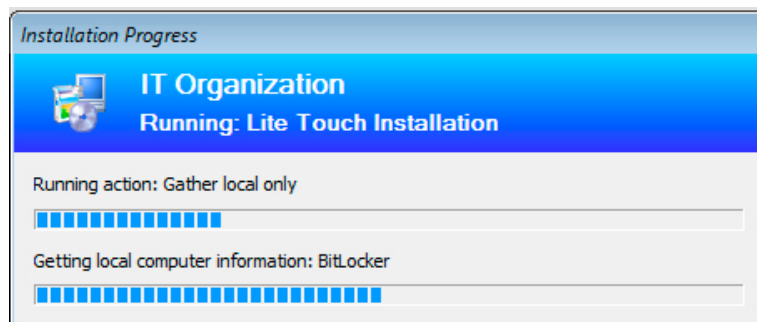 Installation Progress
IT Organization
Running: Lite Touch Installation
Running action: Gather local only
Getting local computer information: BitLocker